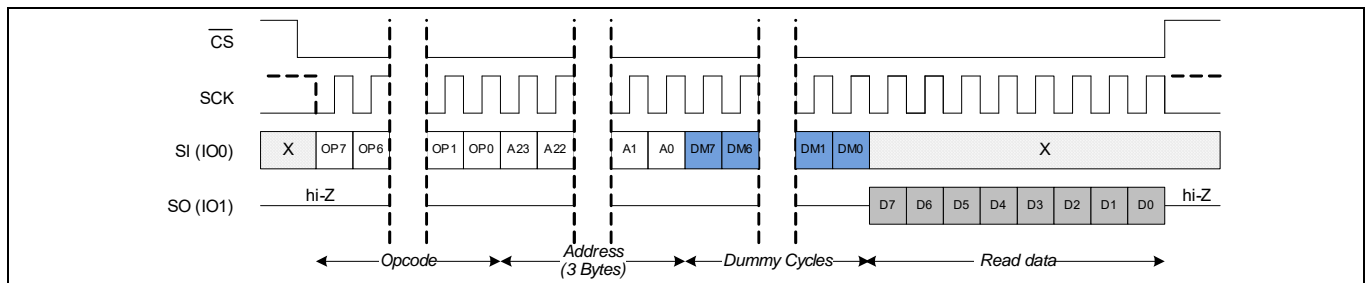 CS
SCK
SI (IO0) X OP7 OP6 OP1 OP0 A23 A22 A1 A0 DM7 DM6 DM1 DM0 X
hi-Z
SO (IO1) D7 D6 D5 D4 D3 D2 D1 D0 hi-Z
Opcode Address Dummy Cycles Read data
(3 Bytes)